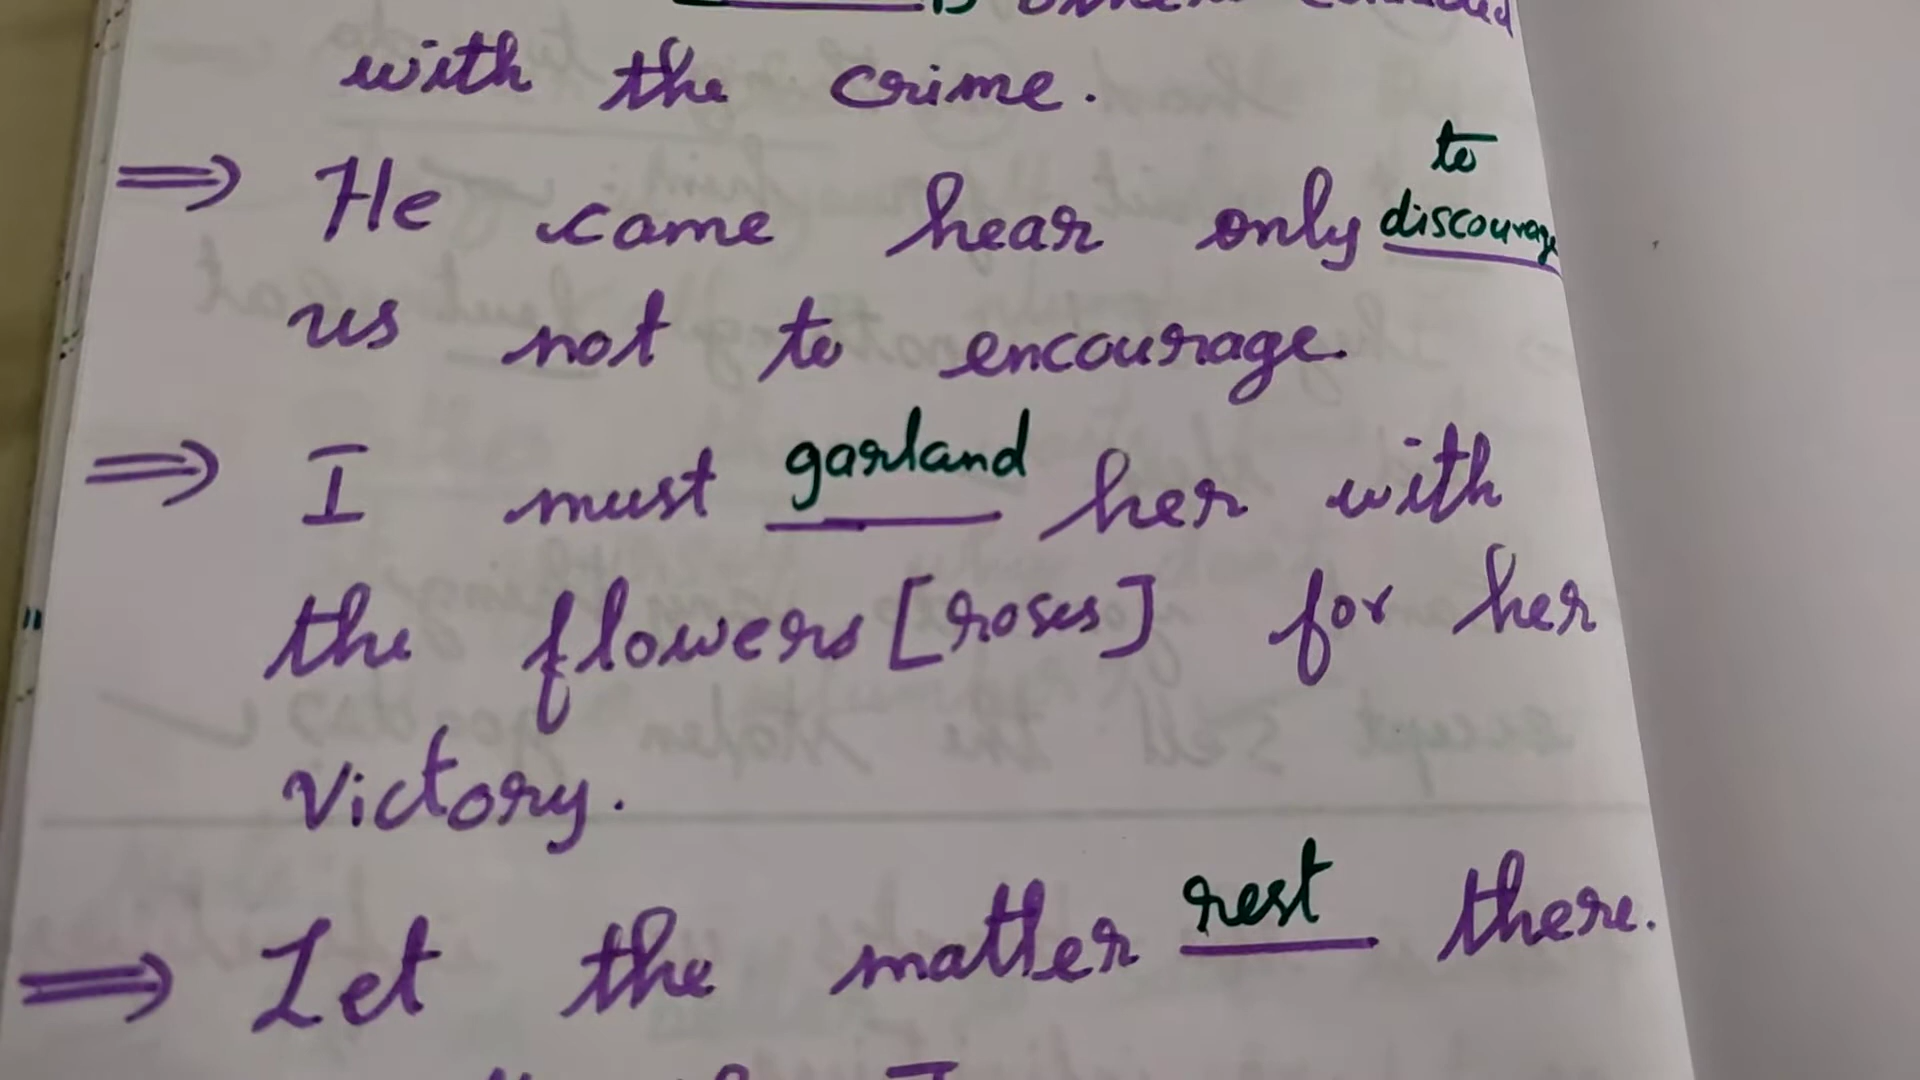 with the crime.
⇒ He came hear only to discourage
us not to encourage.
⇒ I must garland her with
the flowers [roses] for her
victory.
⇒ Let the matter rest there.